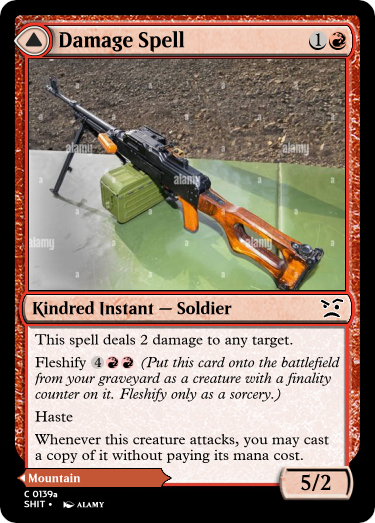 Damage Spell
1
alamy
alamy
alamy
alamy
a
a
a
a
a
a
Kindred Instant — Soldier
This spell deals 2 damage to any target.
Fleshify 4 (Put this card onto the battlefield
from your graveyard as a creature with a finality
counter on it. Fleshify only as a sorcery.)
Haste
Whenever this creature attacks, you may cast
a copy of it without paying its mana cost.
Mountain
5/2
C 0139a
SHIT • ALAMY